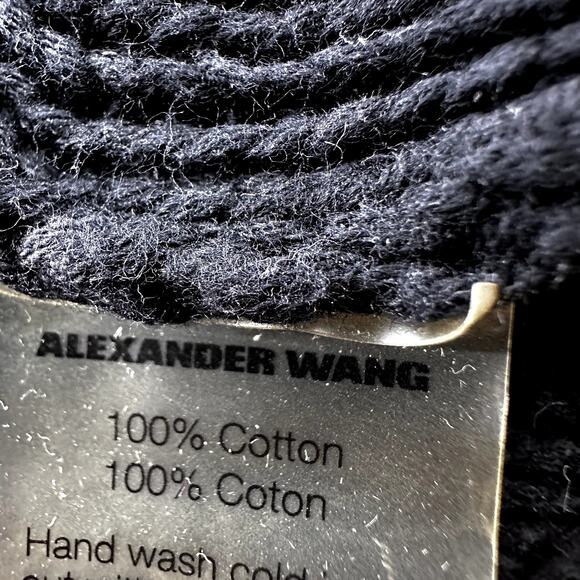 ALEXANDER WANG
100% Cotton
100% Coton
Hand wash cold